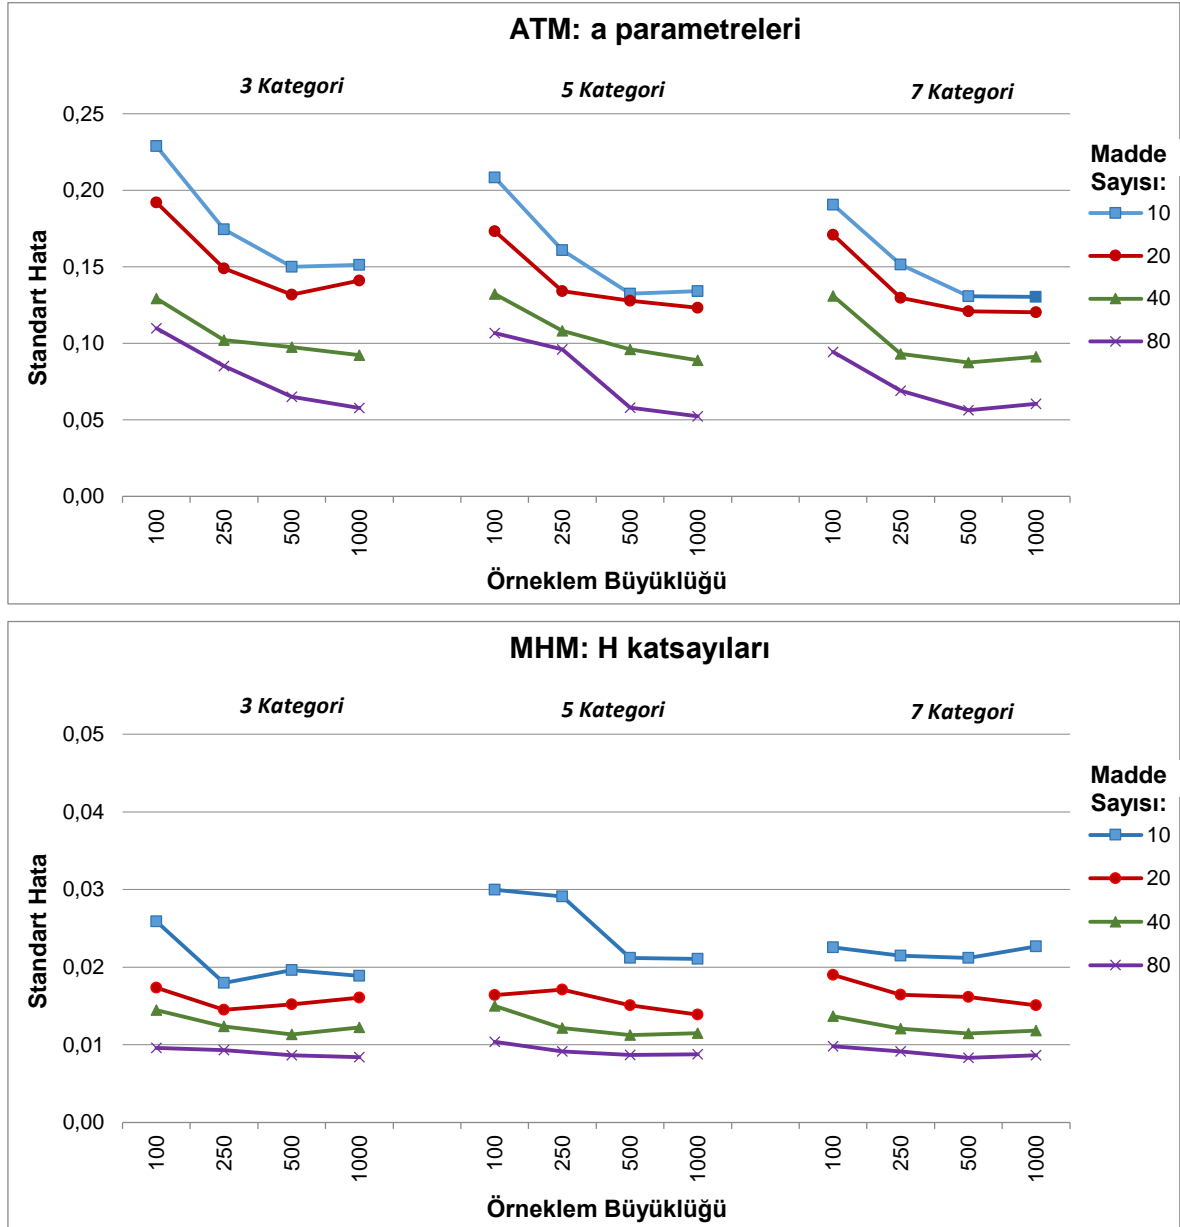 ATM: a parametreleri
3 Kategori
5 Kategori
7 Kategori
0,25
0,20
0,15
0,10
0,05
0,00
Standart Hata
100
250
500
1000
100
250
500
1000
100
250
500
1000
Örneklem Büyüklüğü
Madde
Sayısı:
10
20
40
80
MHM: H katsayıları
3 Kategori
5 Kategori
7 Kategori
0,05
0,04
0,03
0,02
0,01
0,00
Standart Hata
100
250
500
1000
100
250
500
1000
100
250
500
1000
Örneklem Büyüklüğü
Madde
Sayısı:
10
20
40
80